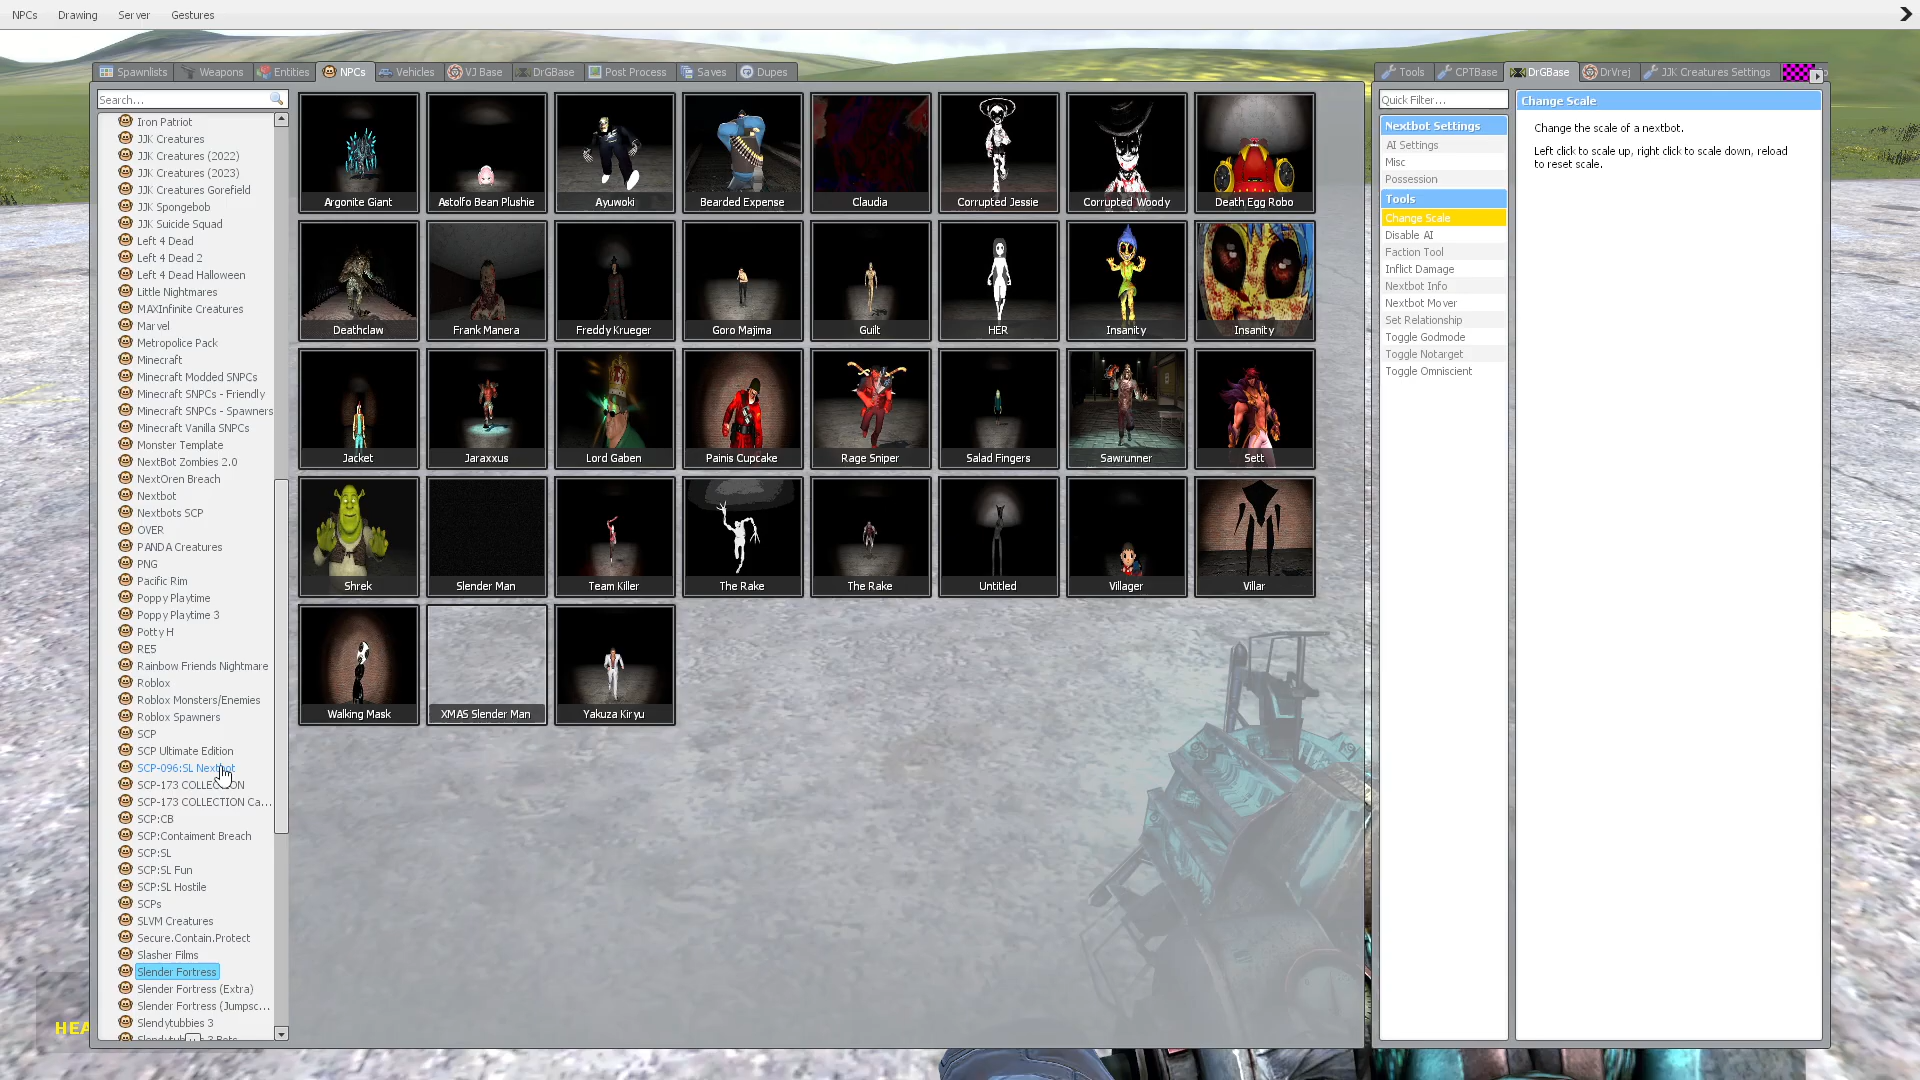 NPCs Drawing Server Gestures
Spawnlists Weapons Entities NPCs Vehicles VJ Base DrGBase Post Process Saves Dupes
Search...
Iron Patriot
JJK Creatures
JJK Creatures (2022)
JJK Creatures (2023)
JJK Creatures Gorefield
JJK Spongebob
JJK Suicide Squad
Left 4 Dead
Left 4 Dead 2
Left 4 Dead Halloween
Little Nightmares
MAXInfinite Creatures
Marvel
Metropolice Pack
Minecraft
Minecraft Modded SNPCs
Minecraft SNPCs - Friendly
Minecraft SNPCs - Spawners
Minecraft Vanilla SNPCs
Monster Template
NextBot Zombies 2.0
NextOren Breach
Nextbot
Nextbots SCP
OVER
PANDA Creatures
PNG
Pacific Rim
Poppy Playtime
Poppy Playtime 3
Potty H
RE5
Rainbow Friends Nightmare
Roblox
Roblox Monsters/Enemies
Roblox Spawners
SCP
SCP Ultimate Edition
SCP-096:SL Nextbot
SCP-173 COLLECTION
SCP-173 COLLECTION Ca...
SCP:CB
SCP:Contaiment Breach
SCP:SL
SCP:SL Fun
SCP:SL Hostile
SCPs
SLVM Creatures
Secure.Contain.Protect
Slasher Films
Slender Fortress
Slender Fortress (Extra)
Slender Fortress (Jumpsc...
Slendytubbies 3
HEA
Argonite Giant Astolfo Bean Plushie Ayuwoki Bearded Expense Claudia Corrupted Jessie Corrupted Woody Death Egg Robo
Deathclaw Frank Manera Freddy Krueger Goro Majima Guilt HER Insanity Insanity
Jacket Jaraxxus Lord Gaben Painis Cupcake Rage Sniper Salad Fingers Sawrunner Sett
Shrek Slender Man Team Killer The Rake The Rake Untitled Villager Villar
Walking Mask XMAS Slender Man Yakuza Kiryu
Tools CPTBase DrGBase DrVrej JJK Creatures Settings
Quick Filter...
Nextbot Settings
AI Settings
Misc
Possession
Tools
Change Scale
Disable AI
Faction Tool
Inflict Damage
Nextbot Info
Nextbot Mover
Set Relationship
Toggle Godmode
Toggle Notarget
Toggle Omniscient
Change Scale
Change the scale of a nextbot.
Left click to scale up, right click to scale down, reload
to reset scale.